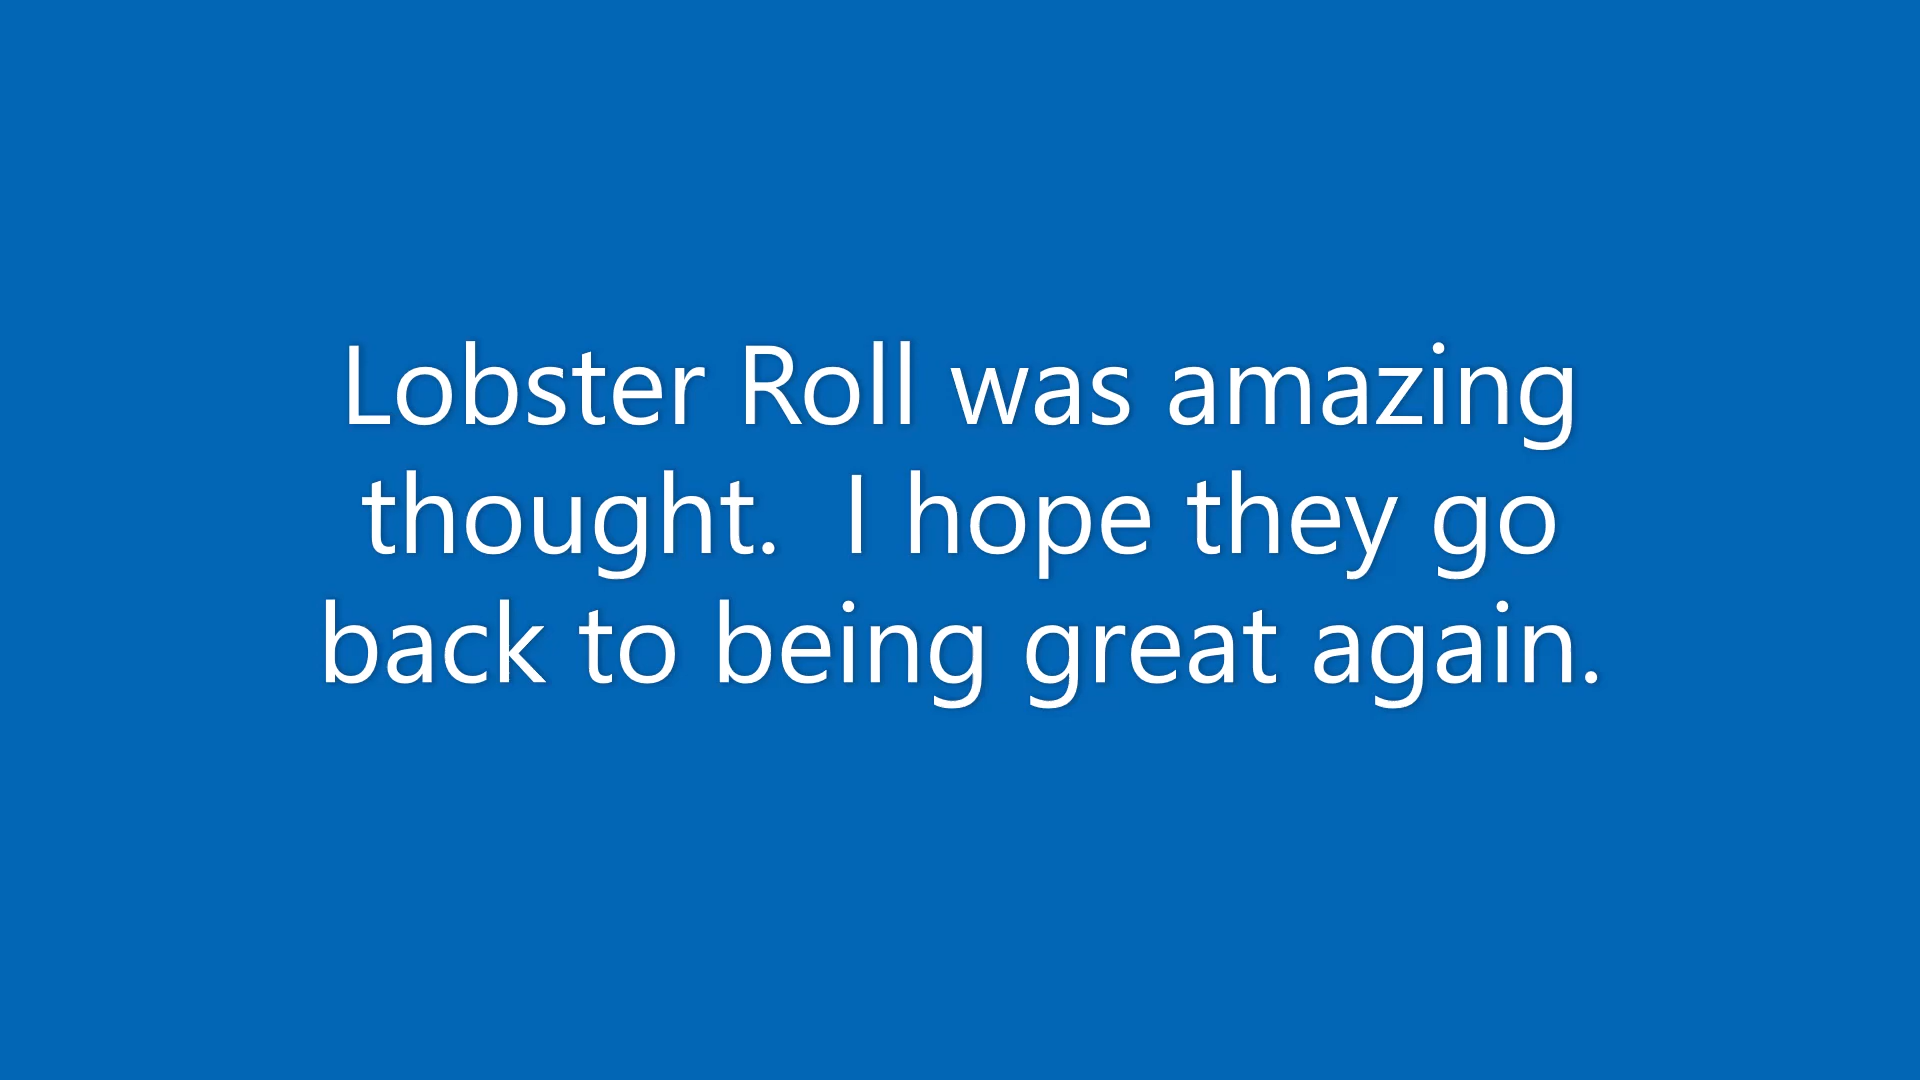 Lobster Roll was amazing
thought.  I hope they go
back to being great again.